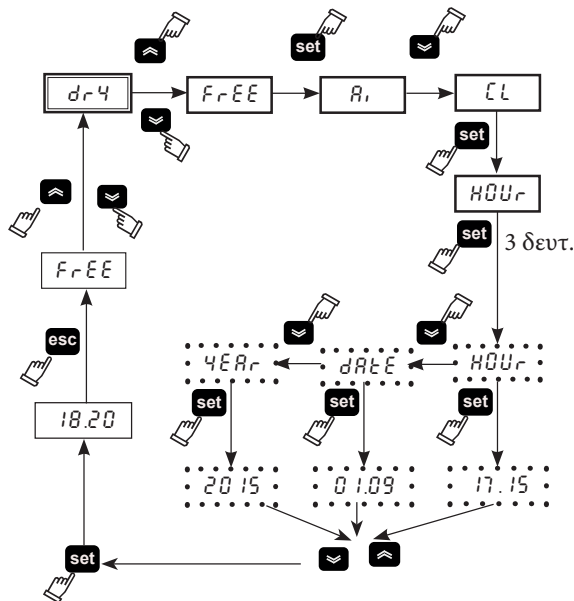 set
dr4
FrEE
Ai
CL
set
HOUr
set
3 δευτ.
FrEE
esc
YEAr
dAtE
HOUr
18.20
set
set
set
2015
01.09
17.15
set